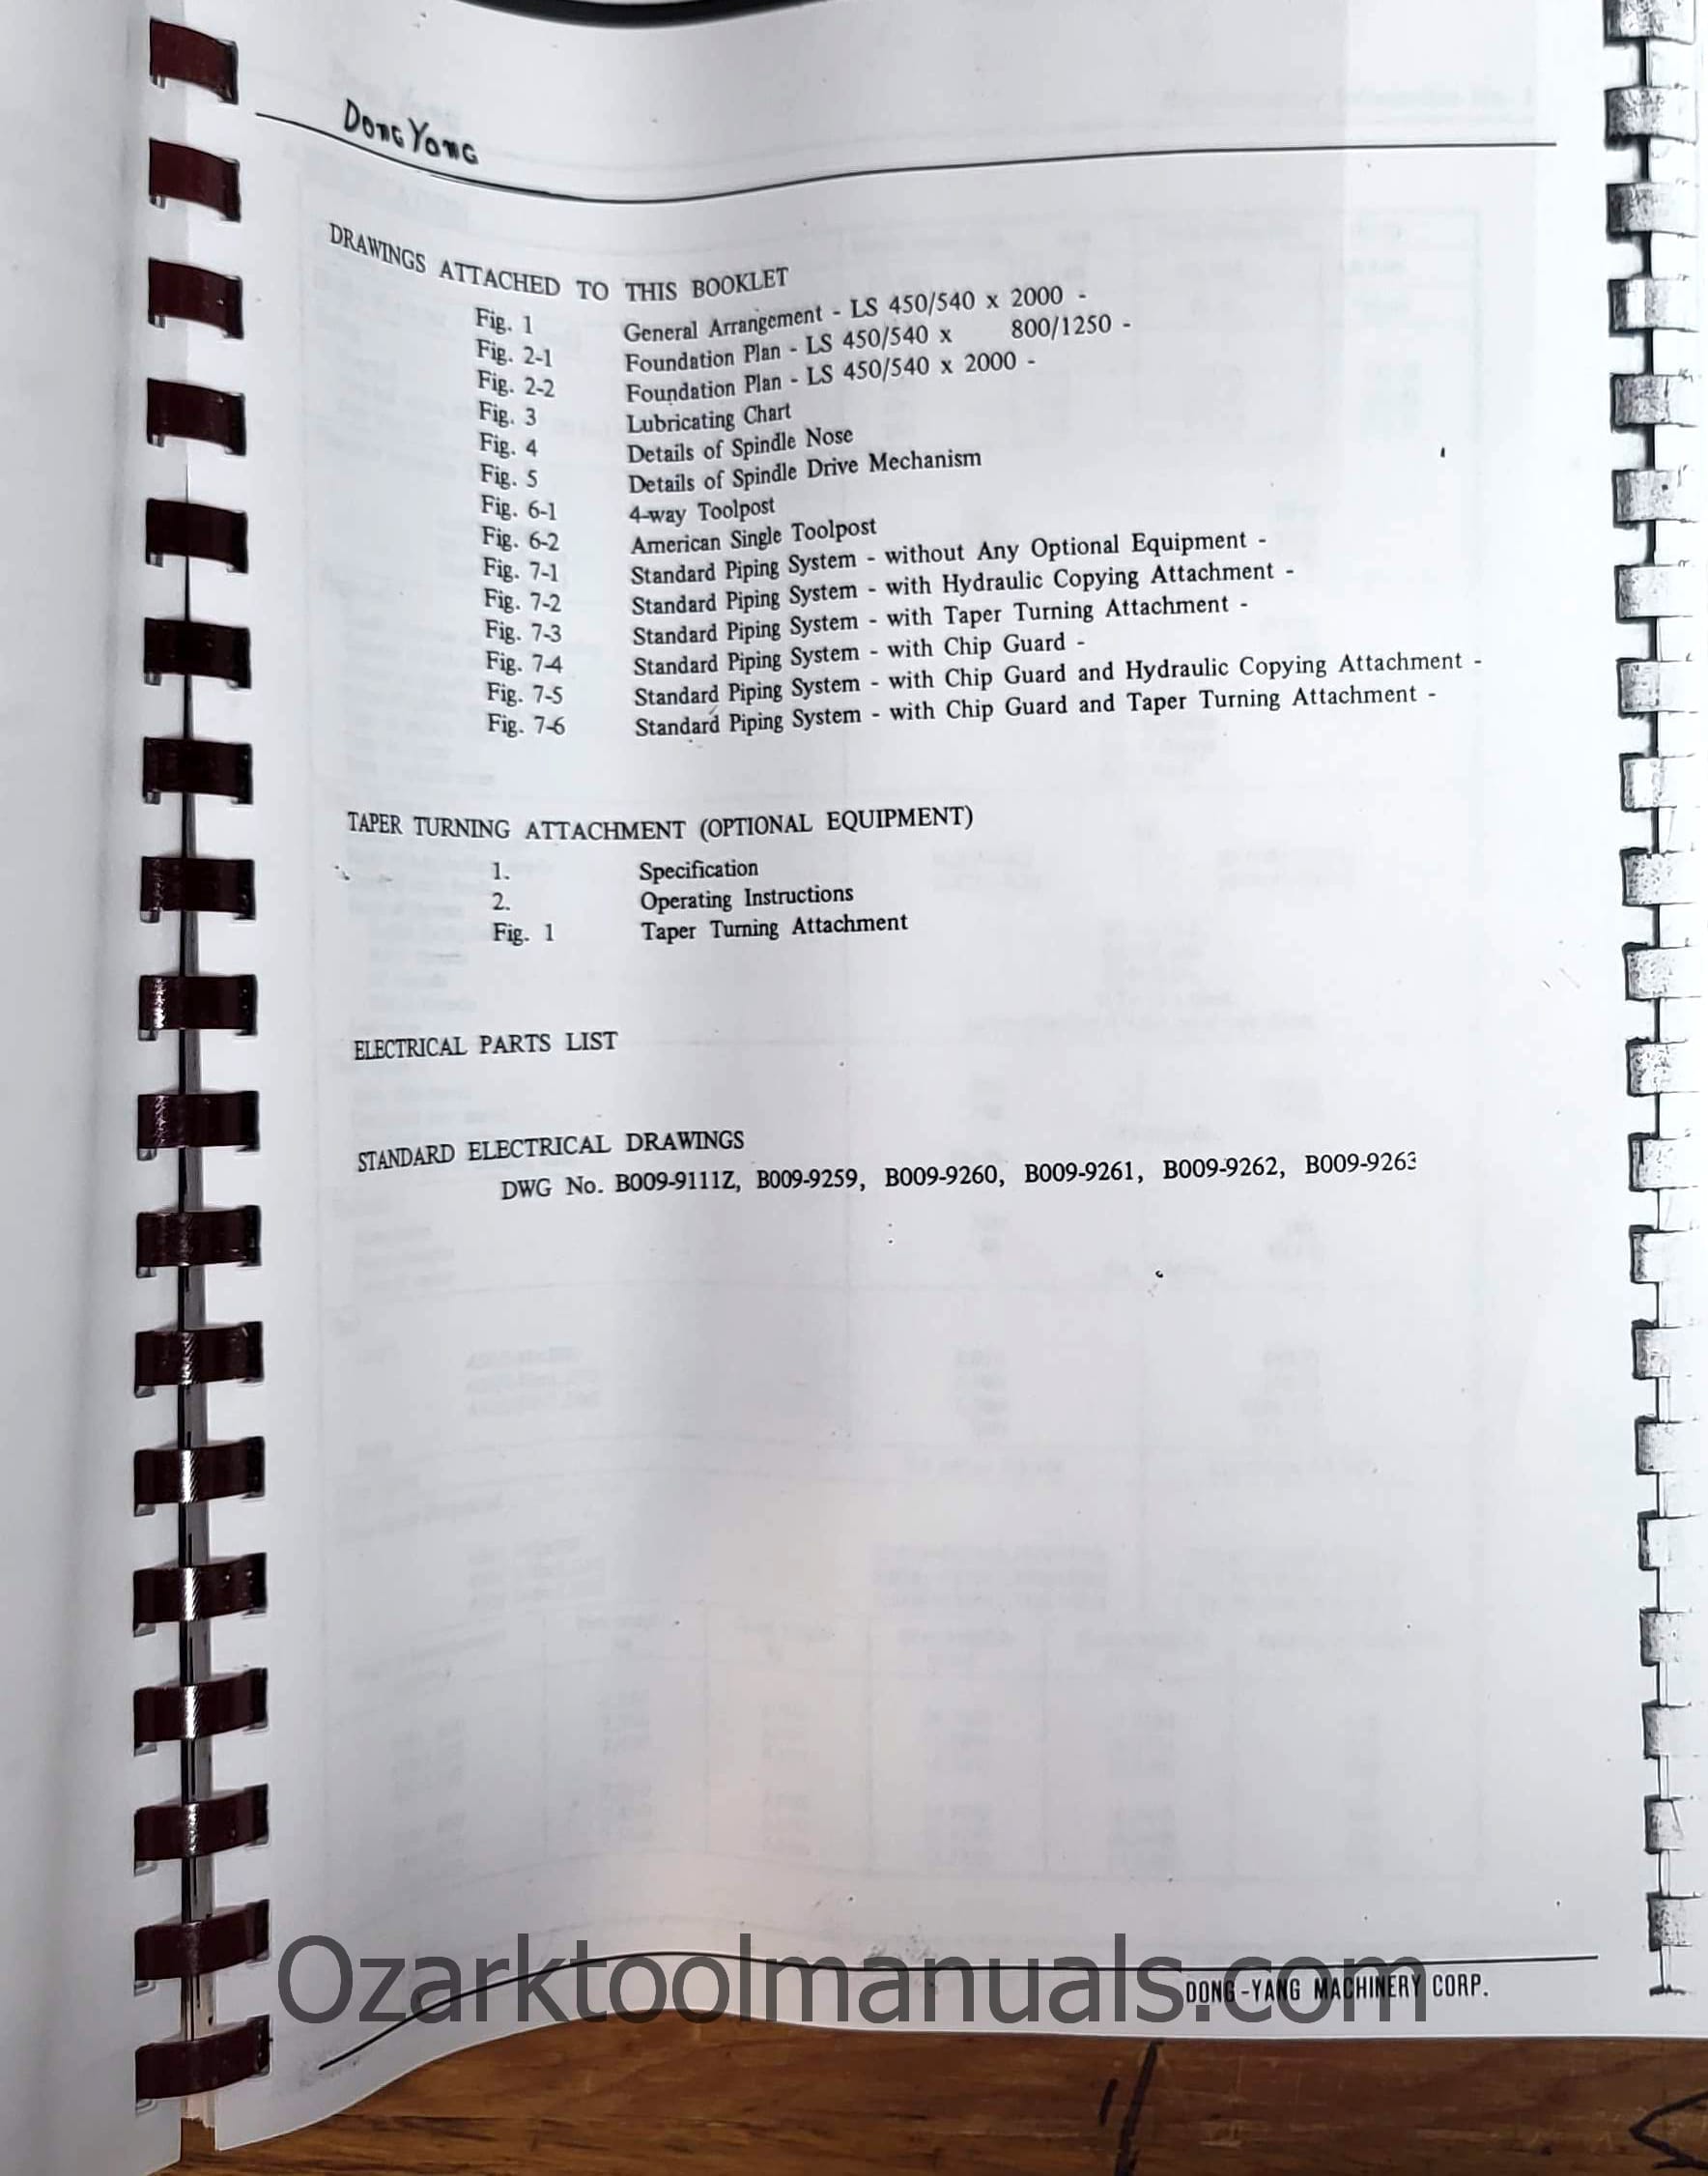 Dong Yong
DRAWINGS ATTACHED TO THIS BOOKLET
Fig. 1 General Arrangement - LS 450/540 x 2000 -
Fig. 2-1 Foundation Plan - LS 450/540 x 800/1250 -
Fig. 2-2 Foundation Plan - LS 450/540 x 2000 -
Fig. 3 Lubricating Chart
Fig. 4 Details of Spindle Nose
Fig. 5 Details of Spindle Drive Mechanism
Fig. 6-1 4-way Toolpost
Fig. 6-2 American Single Toolpost
Fig. 7-1 Standard Piping System - without Any Optional Equipment -
Fig. 7-2 Standard Piping System - with Hydraulic Copying Attachment -
Fig. 7-3 Standard Piping System - with Taper Turning Attachment -
Fig. 7-4 Standard Piping System - with Chip Guard -
Fig. 7-5 Standard Piping System - with Chip Guard and Hydraulic Copying Attachment -
Fig. 7-6 Standard Piping System - with Chip Guard and Taper Turning Attachment -
TAPER TURNING ATTACHMENT (OPTIONAL EQUIPMENT)
1. Specification
2. Operating Instructions
Fig. 1 Taper Turning Attachment
ELECTRICAL PARTS LIST
STANDARD ELECTRICAL DRAWINGS
DWG No. B009-9111Z, B009-9259, B009-9260, B009-9261, B009-9262, B009-9263
Ozarktoolmanuals.com
DONG-YANG MACHINERY CORP.